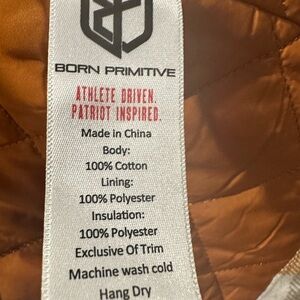 BORN PRIMITIVE
ATHLETE DRIVEN.
PATRIOT INSPIRED.
Made in China
Body:
100% Cotton
Lining:
100% Polyester
Insulation:
100% Polyester
Exclusive Of Trim
Machine wash cold
Hang Dry